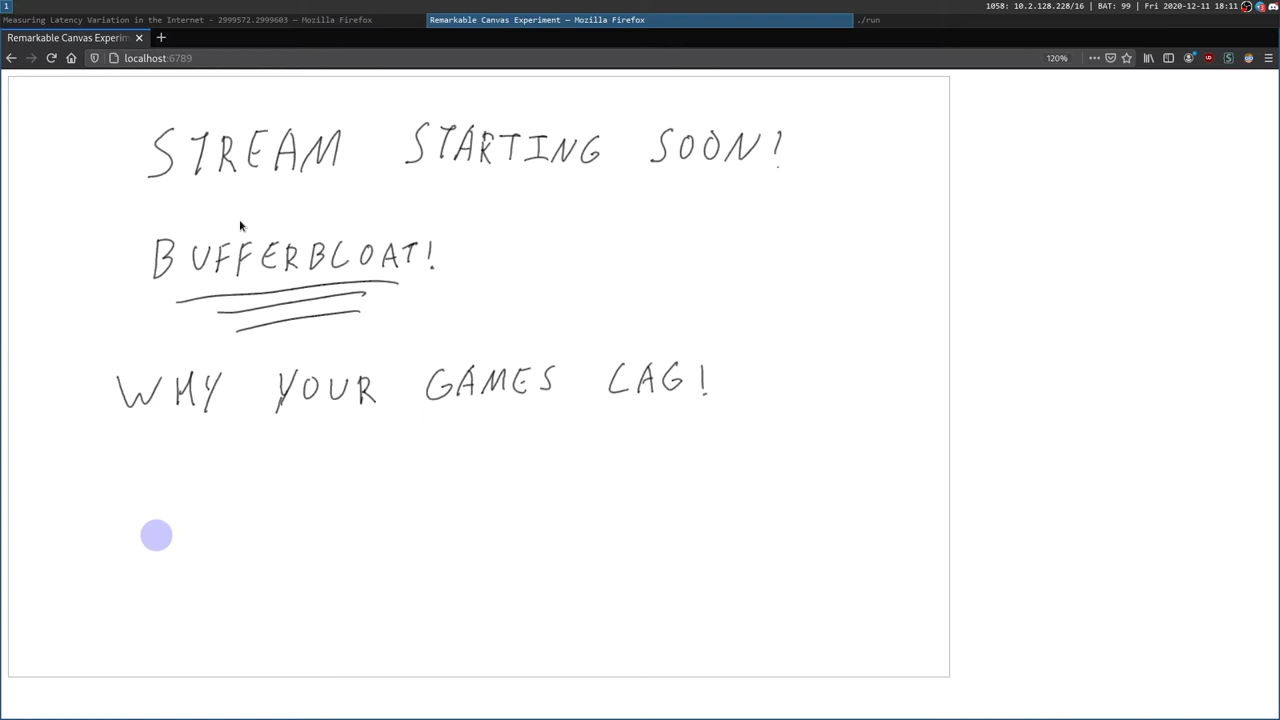 1 1058: 10.2.128.228/16 | BAT: 99 | Fri 2020-12-11 18:11
Measuring Latency Variation in the Internet - 2999572.2999603 — Mozilla Firefox Remarkable Canvas Experiment — Mozilla Firefox ./run
Remarkable Canvas Experim
localhost:6789 120%
STREAM STARTING SOON!
BUFFERBLOAT!
WHY YOUR GAMES LAG!